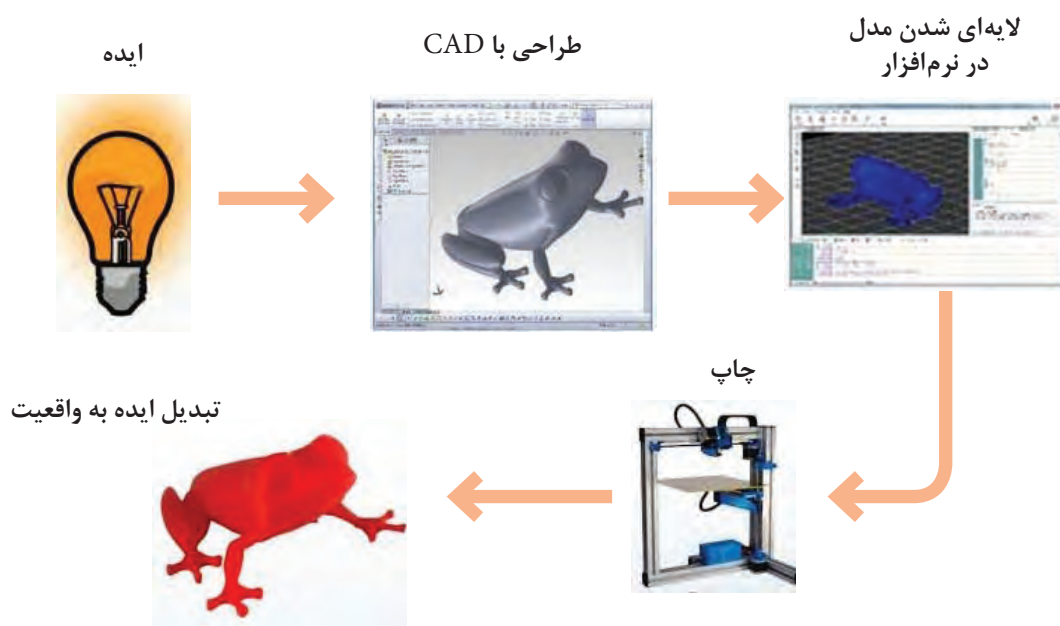 ایده
طراحی با CAD
لایه‌ای شدن مدل
در نرم‌افزار
چاپ
تبدیل ایده به واقعیت